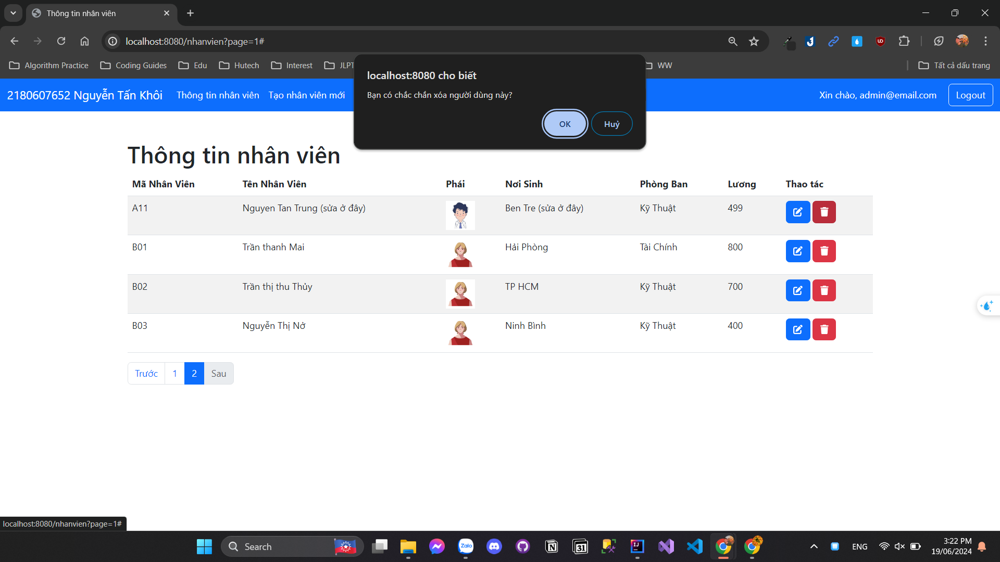 Thông tin nhân viên
localhost:8080/nhanvien?page=1#
Algorithm Practice
Coding Guides
Edu
Hutech
Interest
JLPT
WW
Tất cả dấu trang
localhost:8080 cho biết
Bạn có chắc chắn xóa người dùng này?
OK
Huỷ
2180607652 Nguyễn Tấn Khôi
Thông tin nhân viên
Tạo nhân viên mới
Xin chào, admin@email.com
Logout
Thông tin nhân viên
Mã Nhân Viên Tên Nhân Viên Phái Nơi Sinh Phòng Ban Lương Thao tác
A11 Nguyen Tan Trung (sửa ở đây) Ben Tre (sửa ở đây) Kỹ Thuật 499
B01 Trần thanh Mai Hải Phòng Tài Chính 800
B02 Trần thị thu Thủy TP HCM Kỹ Thuật 700
B03 Nguyễn Thị Nở Ninh Bình Kỹ Thuật 400
Trước 1 2 Sau
localhost:8080/nhanvien?page=1#
Search
Zalo
31
IJ
ENG
3:22 PM
19/06/2024